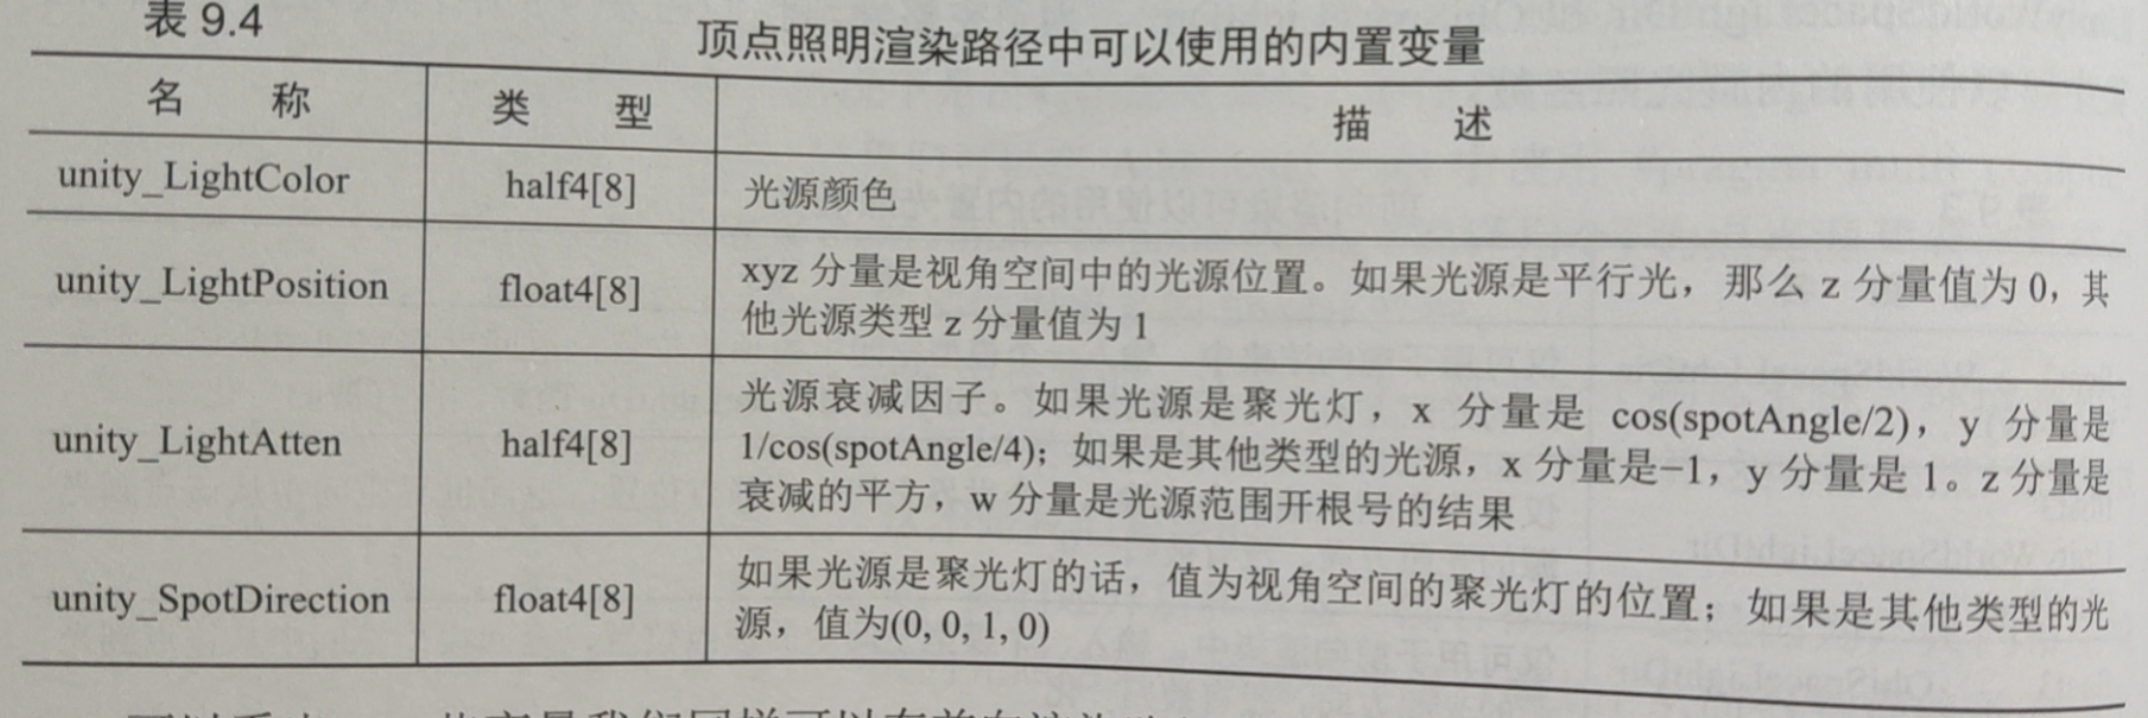 表 9.4
顶点照明渲染路径中可以使用的内置变量
名 称 类 型 描 述
unity_LightColor half4[8] 光源颜色
unity_LightPosition float4[8] xyz 分量是视角空间中的光源位置。如果光源是平行光，那么 z 分量值为 0，其
他光源类型 z 分量值为 1
unity_LightAtten half4[8] 光源衰减因子。如果光源是聚光灯，x 分量是 cos(spotAngle/2)，y 分量是
1/cos(spotAngle/4)；如果是其他类型的光源，x 分量是−1，y 分量是 1。z 分量是
衰减的平方，w 分量是光源范围开根号的结果
unity_SpotDirection float4[8] 如果光源是聚光灯的话，值为视角空间的聚光灯的位置；如果是其他类型的光
源，值为(0, 0, 1, 0)